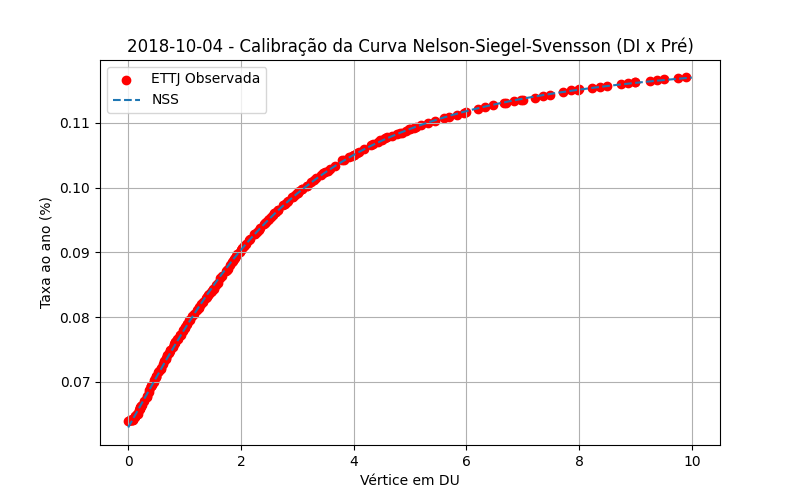 2018-10-04 - Calibração da Curva Nelson-Siegel-Svensson (DI x Pré)
ETTJ Observada
NSS
Taxa ao ano (%)
0.11
0.10
0.09
0.08
0.07
0 2 4 6 8 10
Vértice em DU